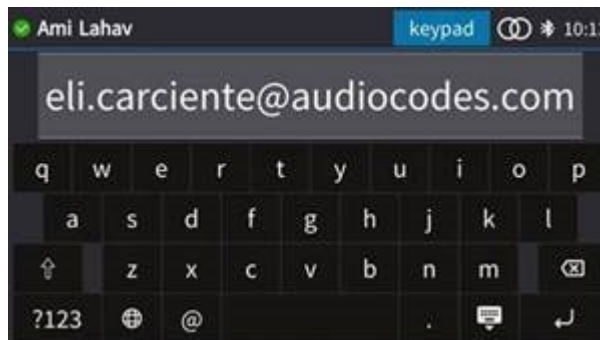 Ami Lahav keypad 10:1
eli.carciente@audiocodes.com
q w e r t y u i o p
a s d f g h j k l
z x c v b n m
?123 @ .